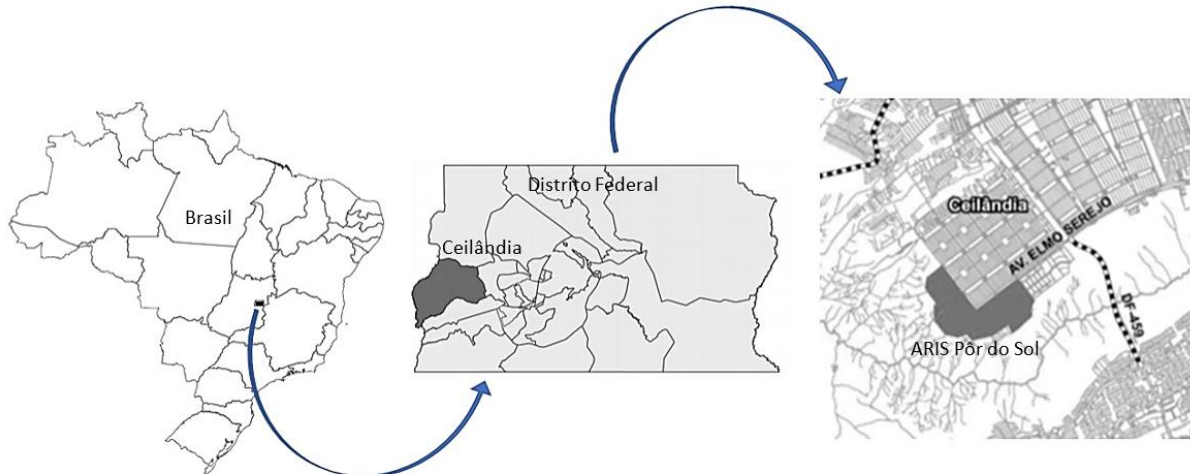 Brasil
Distrito Federal
Ceilândia
Ceilândia
AV. ELMO SEREJO
DF-459
ARIS Pôr do Sol